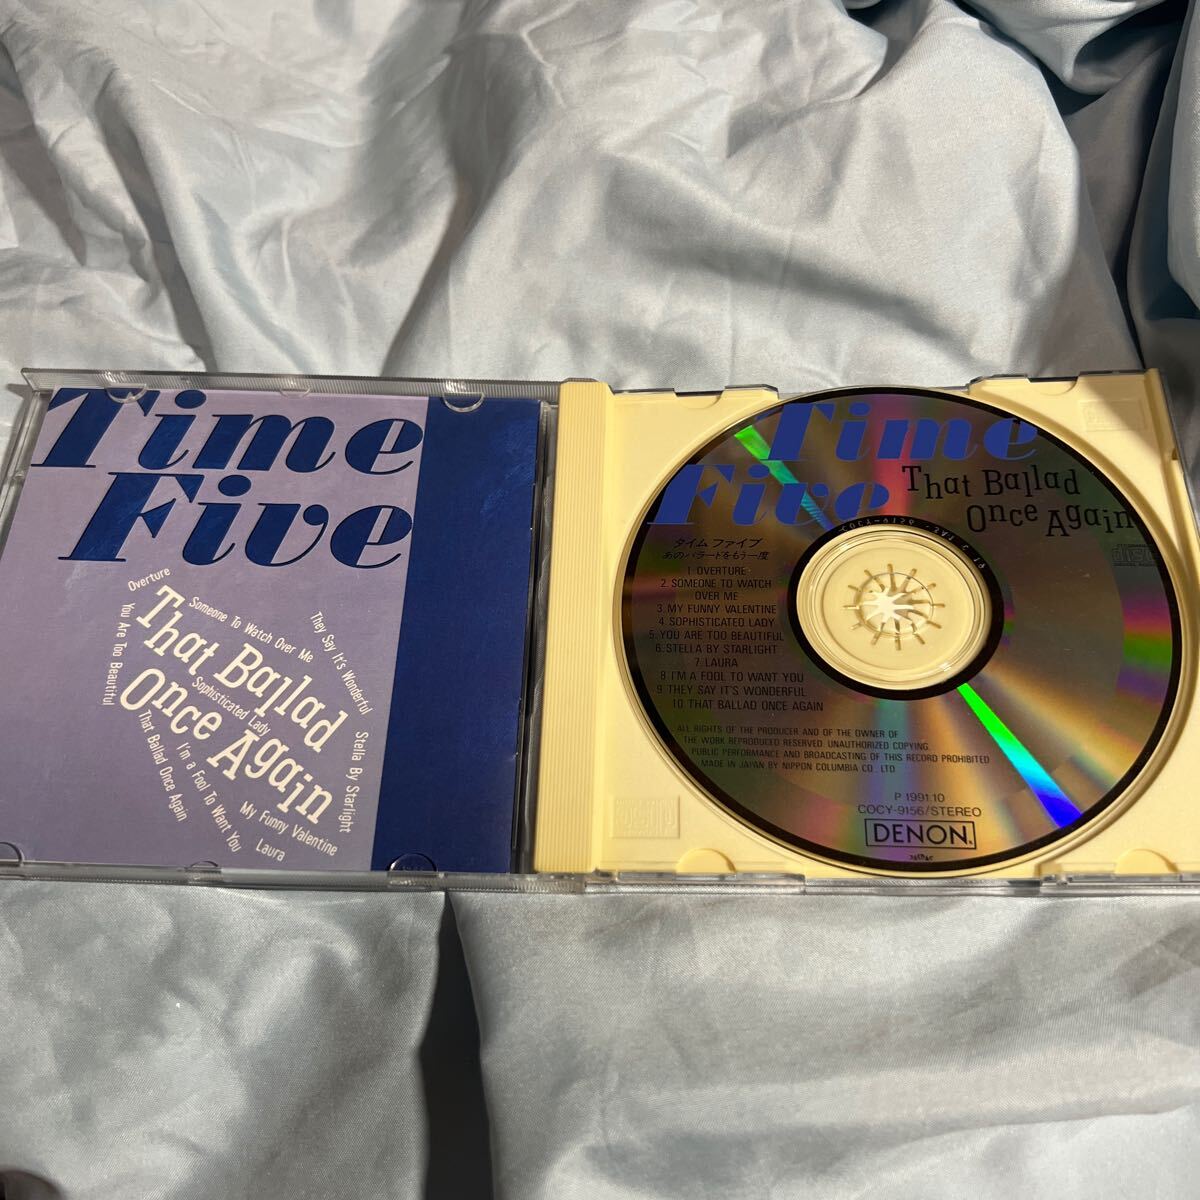 Time
Five
Overture
Someone To Watch Over Me
They Say It's Wonderful
You Are Too Beautiful
That Ballad
Sophisticated Lady
Once Again
Stella By Starlight
That Ballad Once Again
I'm a Fool To Want You
My Funny Valentine
Laura
Time
Five
That Ballad
Once Again
タイム ファイブ
あのバラードをもう一度
1. OVERTURE
2. SOMEONE TO WATCH
OVER ME
3. MY FUNNY VALENTINE
4. SOPHISTICATED LADY
5. YOU ARE TOO BEAUTIFUL
6. STELLA BY STARLIGHT
7. LAURA
8. I'M A FOOL TO WANT YOU
9. THEY SAY IT'S WONDERFUL
10. THAT BALLAD ONCE AGAIN
ALL RIGHTS OF THE PRODUCER AND OF THE OWNER OF
THE WORK REPRODUCED RESERVED UNAUTHORIZED COPYING.
PUBLIC PERFORMANCE AND BROADCASTING OF THIS RECORD PROHIBITED
MADE IN JAPAN BY NIPPON COLUMBIA CO., LTD.
P 1991.10
COCY-9156/STEREO
DENON.